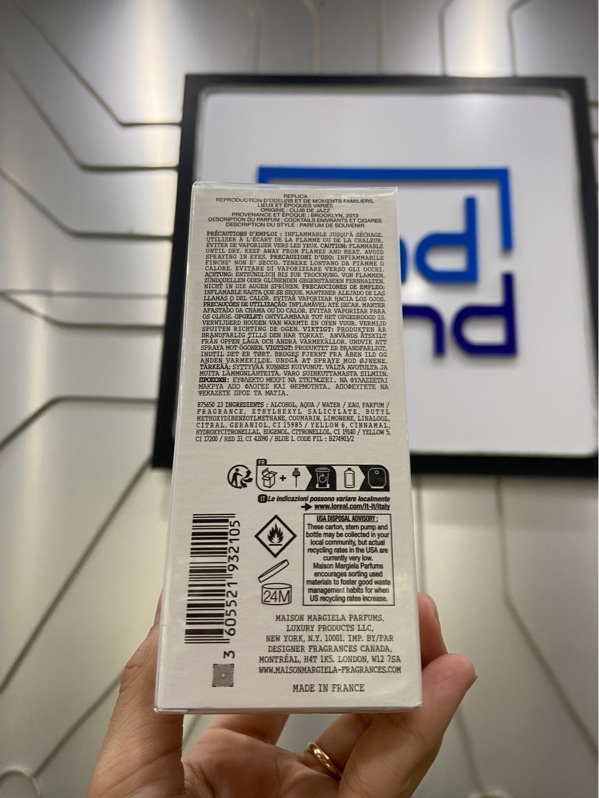 REPLICA
REPRODUCTION D'ODEURS ET DE MOMENTS FAMILIERS,
LIEUX ET ÉPOQUES VARIÉS
ORIGINE : CLUB DE JAZZ
PROVENANCE ET ÉPOQUE : BROOKLYN, 2013
DESCRIPTION DU PARFUM : COCKTAILS ENIVRANTS ET CIGARES
DESCRIPTION DU STYLE : PARFUM DE SOUVENIR
PRÉCAUTIONS D'EMPLOI : INFLAMMABLE JUSQU'À SÉCHAGE.
UTILISER À L'ÉCART DE LA FLAMME OU DE LA CHALEUR.
ÉVITER DE VAPORISER VERS LES YEUX. CAUTION: FLAMMABLE
UNTIL DRY. KEEP AWAY FROM FLAMES AND HEAT. AVOID
SPRAYING IN EYES. PRECAUZIONI D'USO: INFIAMMABILE
FINCHE' NON E' SECCO. TENERE LONTANO DA FIAMME O
CALORE. EVITARE DI VAPORIZZARE VERSO GLI OCCHI.
ACHTUNG: ENTZÜNDLICH BIS ZUR TROCKNUNG. VON FLAMMEN,
ZÜNDQUELLEN ODER GLÜHENDEN GEGENSTÄNDEN FERNHALTEN.
NICHT IN DIE AUGEN SPRÜHEN. PRECAUCIONES DE EMPLEO:
INFLAMABLE HASTA QUE SE SEQUE. MANTENER ALEJADO DE LAS
LLAMAS O DEL CALOR. EVITAR VAPORIZAR HACIA LOS OJOS.
PRECAUÇÕES DE UTILIZAÇÃO: INFLAMÁVEL ATÉ SECAR. MANTER
AFASTADO DA CHAMA OU DO CALOR. EVITAR VAPORIZAR PARA
OS OLHOS. OPGELET: ONTVLAMBAAR TOT HET OPGEDROOGD IS.
VERWIJDERD HOUDEN VAN WARMTE EN OPEN VUUR. VERMIJD
SPUITEN RICHTING DE OGEN. VIKTIGT: PRODUKTEN ÄR
BRANDFARLIG TILLS DEN HAR TORKAT. ANVÄNDS ÅTSKILT
FRÅN ÖPPEN LÅGA OCH ANDRA VÄRMEKÄLLOR. UNDVIK ATT
SPRAYA MOT ÖGONEN. VIGTIGT: PRODUKTET ER BRANDFARLIGT,
INDTIL DET ER TØRT. BRUGES FJERNT FRA ÅBEN ILD OG
ANDEN VARMEKILDER. UNDGÅ AT SPRAYE MOD ØJNENE.
TÄRKEÄÄ: SYTTYVÄÄ KUNNES KUIVUNUT. VÄLTÄ AVOTULTA JA
MUITA LÄMMÖNLÄHTEITÄ. VARO SUIHKUTTAMASTA SILMIIN.
ΠΡΟΣΟΧΗ: ΕΥΦΛΕΚΤΟ ΜΕΧΡΙ ΝΑ ΣΤΕΓΝΩΣΕΙ. ΝΑ ΦΥΛΑΣΣΕΤΑΙ
ΜΑΚΡΥΑ ΑΠΟ ΦΛΟΓΕΣ ΚΑΙ ΘΕΡΜΟΤΗΤΑ. ΑΠΟΦΕΥΓΕΤΕ ΝΑ
ΨΕΚΑΖΕΤΕ ΠΡΟΣ ΤΑ ΜΑΤΙΑ.
875650 23 INGREDIENTS : ALCOHOL, AQUA / WATER / EAU, PARFUM /
FRAGRANCE, ETHYLHEXYL SALICYLATE, BUTYL
METHOXYDIBENZOYLMETHANE, COUMARIN, LIMONENE, LINALOOL,
CITRAL, GERANIOL, CI 15985 / YELLOW 6, CINNAMAL,
HYDROXYCITRONELLAL, EUGENOL, CITRONELLOL, CI 19140 / YELLOW 5,
CI 17200 / RED 33, CI 42090 / BLUE 1. CODE FIL : B274903/2
FR
+
IT Le indicazioni possono variare localmente
www.loreal.com/it-it/italy
USA DISPOSAL ADVISORY :
These carton, stem pump and
bottle may be collected in your
local community, but actual
recycling rates in the USA are
currently very low.
Maison Margiela Parfums
encourages sorting used
materials to foster good waste
management habits for when
US recycling rates increase.
24M
3 605521 932105
MAISON MARGIELA PARFUMS,
LUXURY PRODUCTS LLC,
NEW YORK, N.Y. 10001. IMP. BY/PAR
DESIGNER FRAGRANCES CANADA,
MONTRÉAL, H4T 1K5. LONDON, W12 7SA
WWW.MAISONMARGIELA-FRAGRANCES.COM
MADE IN FRANCE